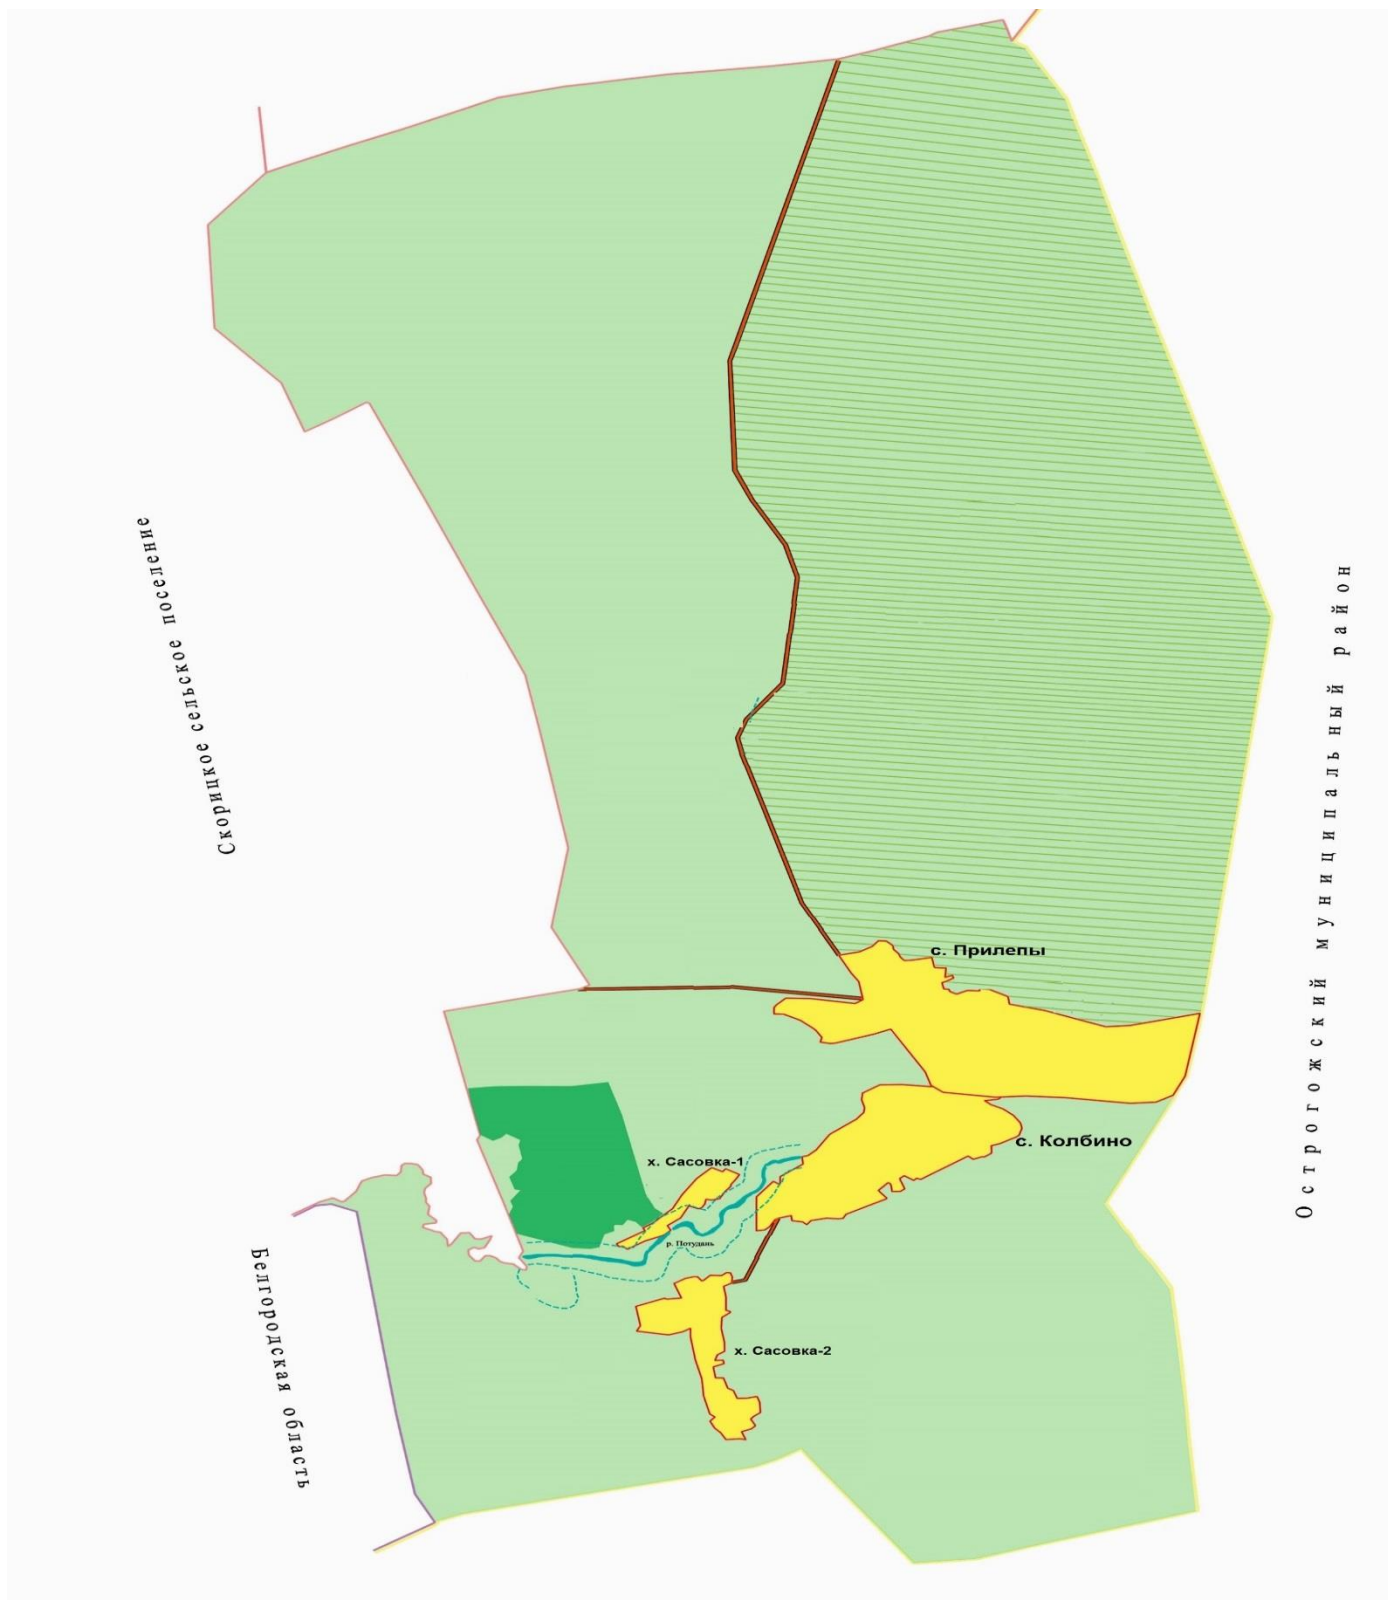 Скорицкое сельское поселение
Острогожский муниципальный район
с. Прилепы
с. Колбино
х. Сасовка-1
р. Потудань
Белгородская область
х. Сасовка-2